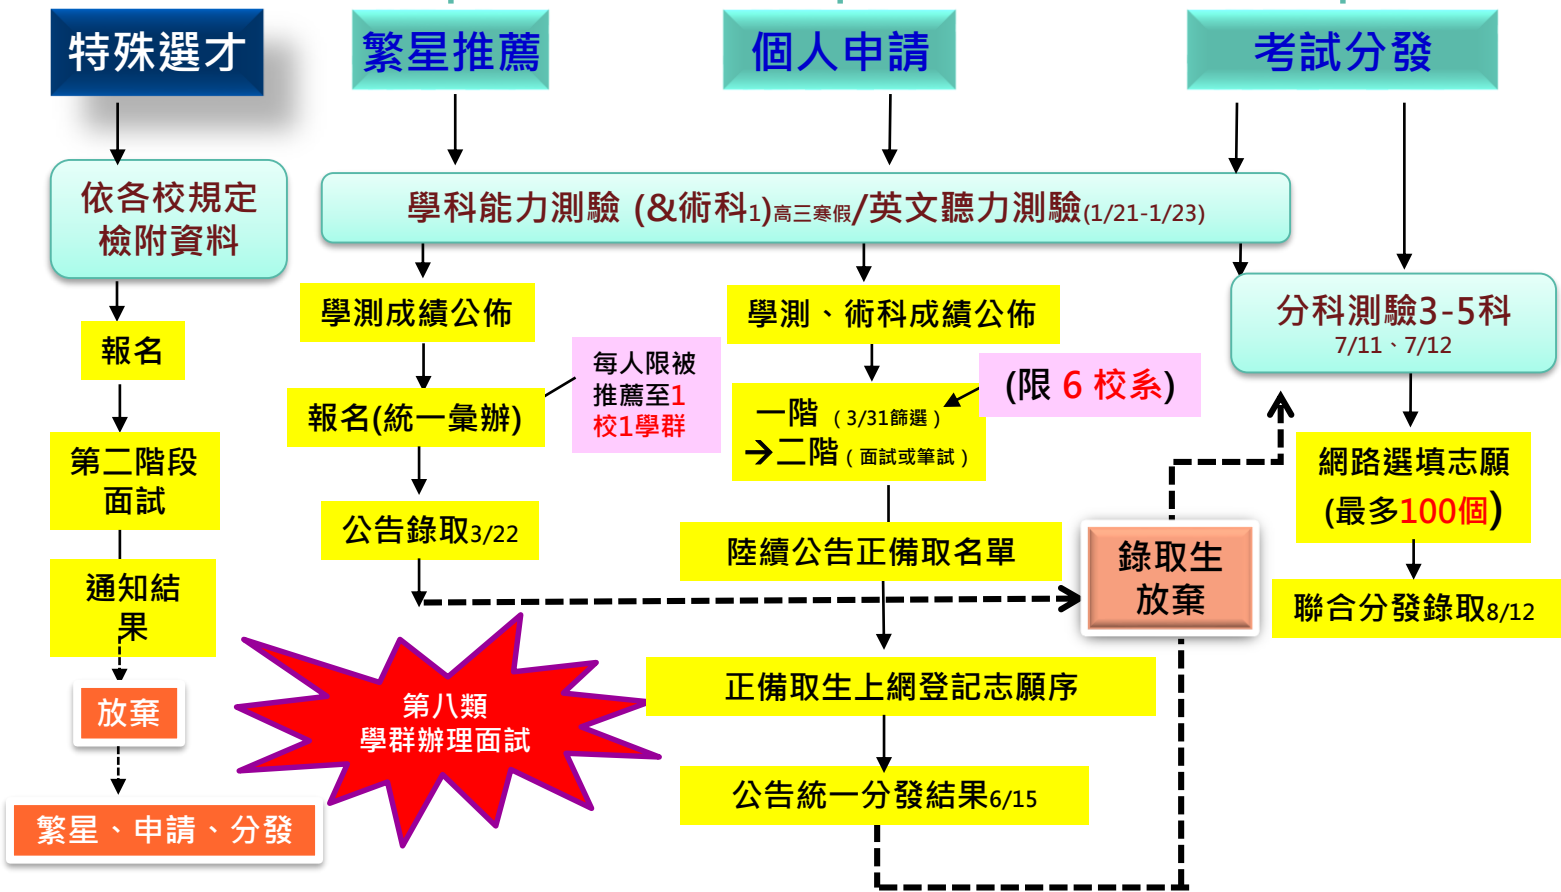 特殊選才
繁星推薦
個人申請
考試分發
依各校規定
檢附資料
學科能力測驗 (&術科1)高三寒假/英文聽力測驗(1/21-1/23)
報名
第二階段
面試
通知結
果
放棄
繁星、申請、分發
學測成績公佈
報名(統一彙辦)
每人限被
推薦至1
校1學群
公告錄取3/22
第八類
學群辦理面試
學測、術科成績公佈
一階 (3/31篩選)
→二階(面試或筆試)
(限 6 校系)
陸續公告正備取名單
正備取生上網登記志願序
公告統一分發結果6/15
錄取生
放棄
分科測驗3-5科
7/11、7/12
網路選填志願
(最多100個)
聯合分發錄取8/12